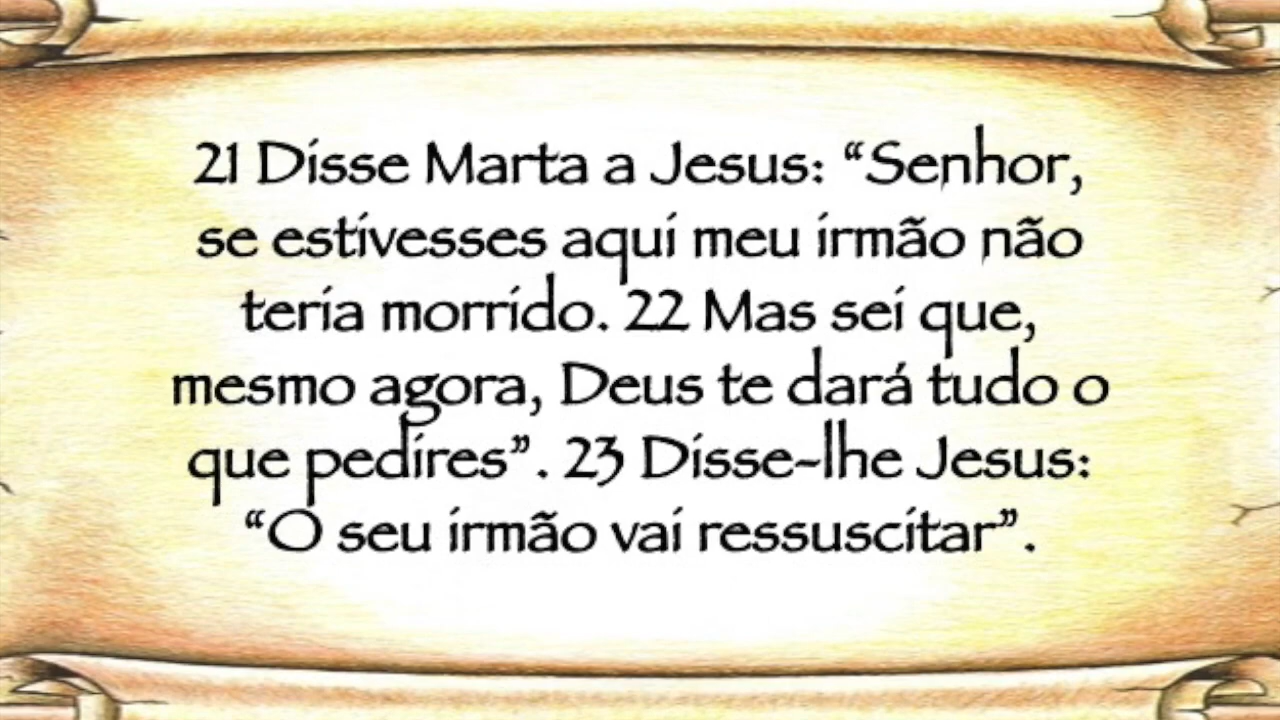 21 Disse Marta a Jesus: “Senhor,
se estivesses aqui meu irmão não
teria morrido. 22 Mas sei que,
mesmo agora, Deus te dará tudo o
que pedires”. 23 Disse-lhe Jesus:
“O seu irmão vai ressuscitar”.